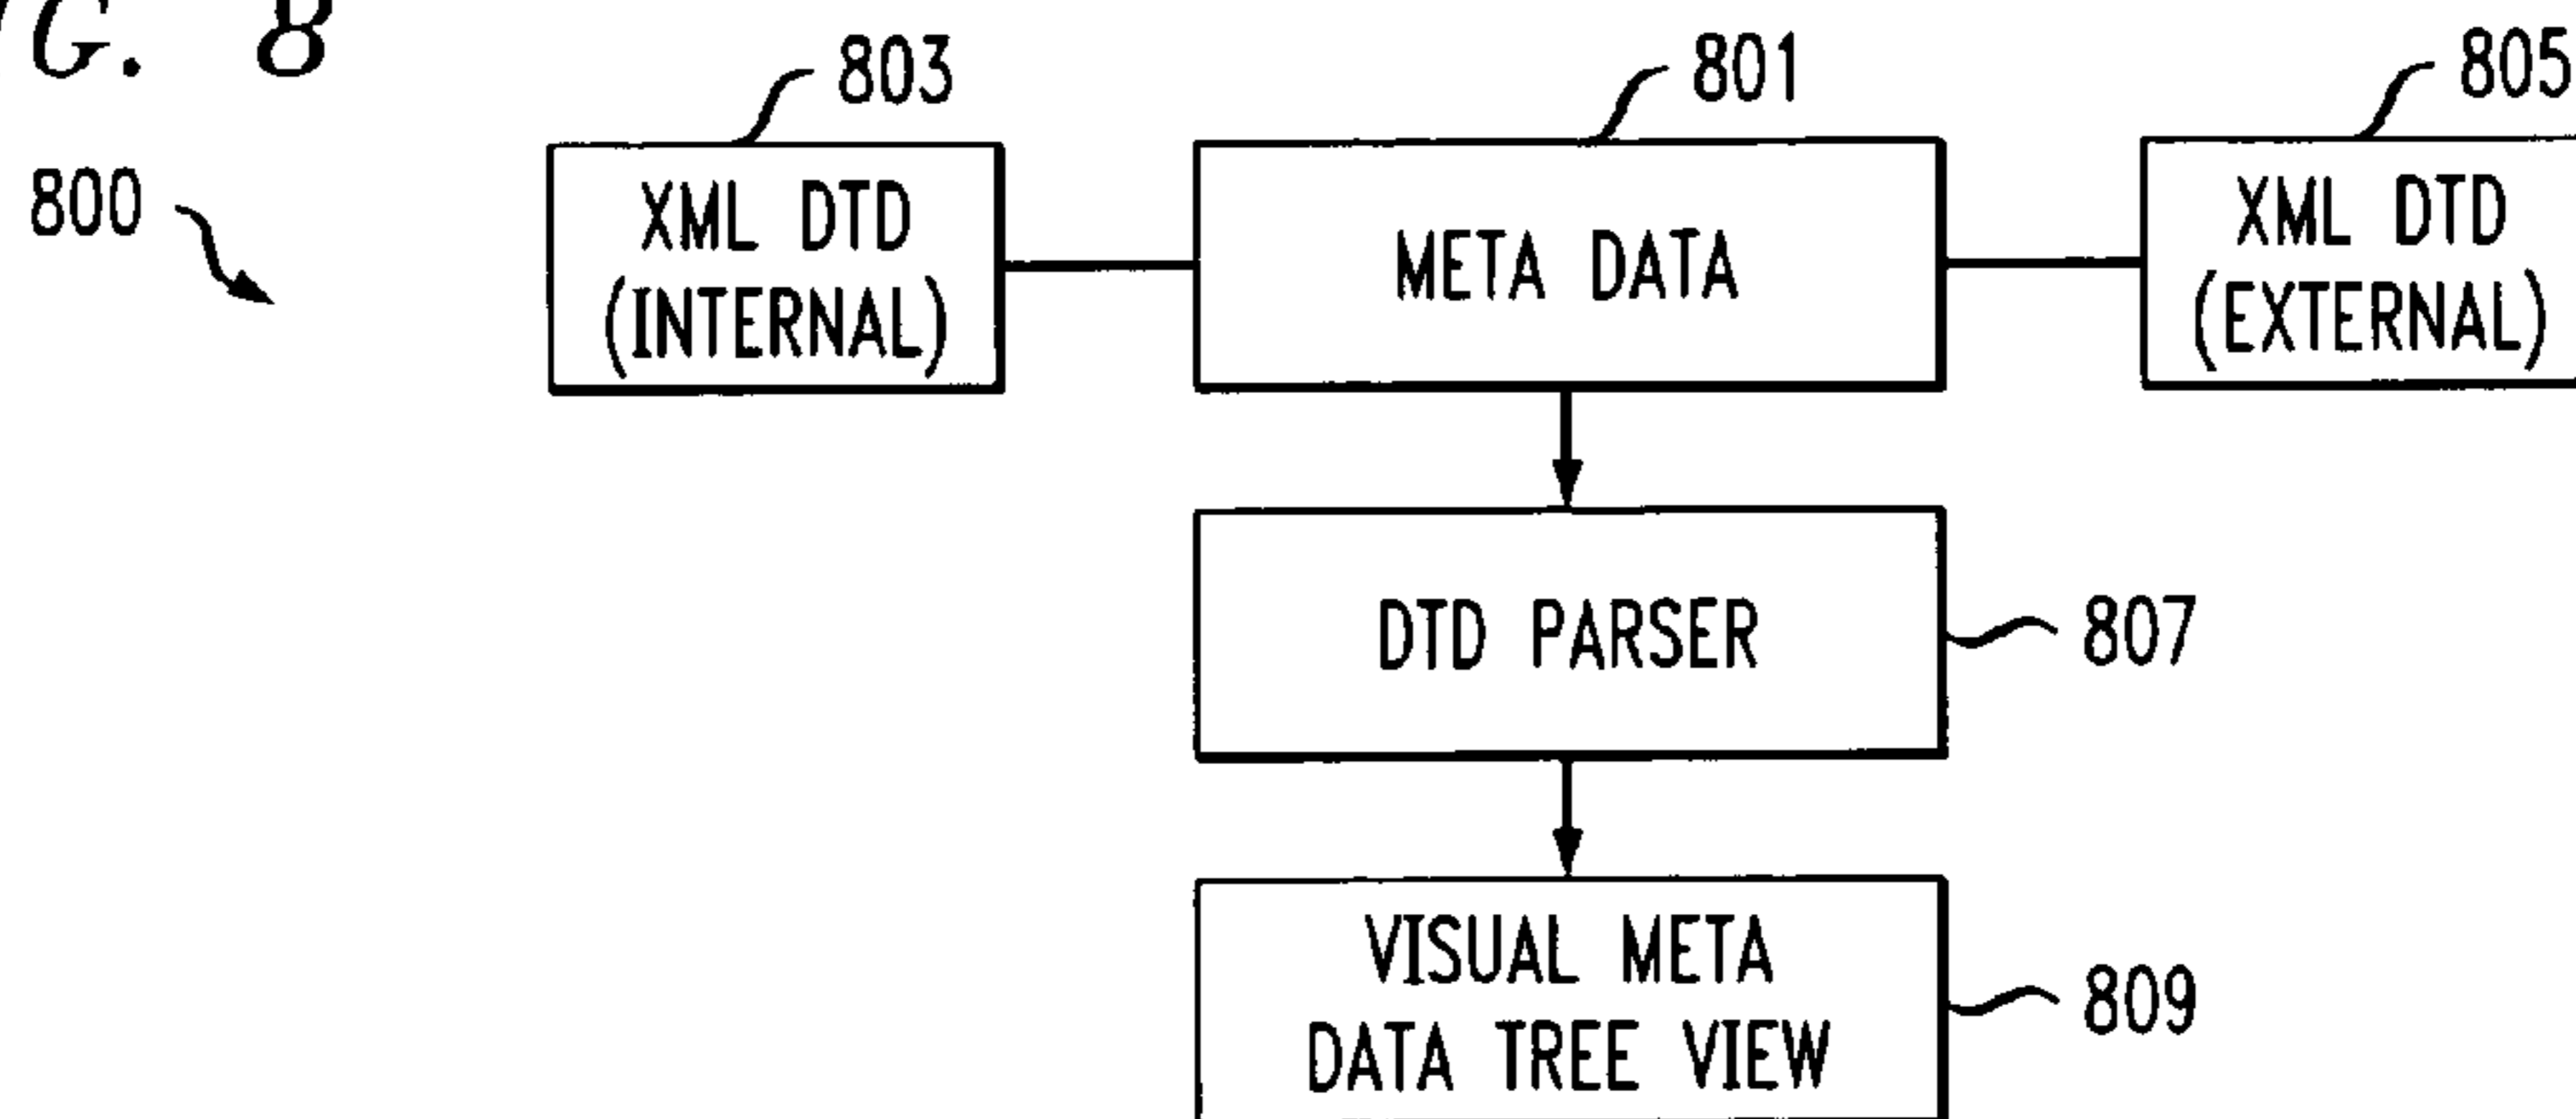 G. 8
803
801
805
800
XML DTD
(INTERNAL)
META DATA
XML DTD
(EXTERNAL)
DTD PARSER
807
VISUAL META
DATA TREE VIEW
809